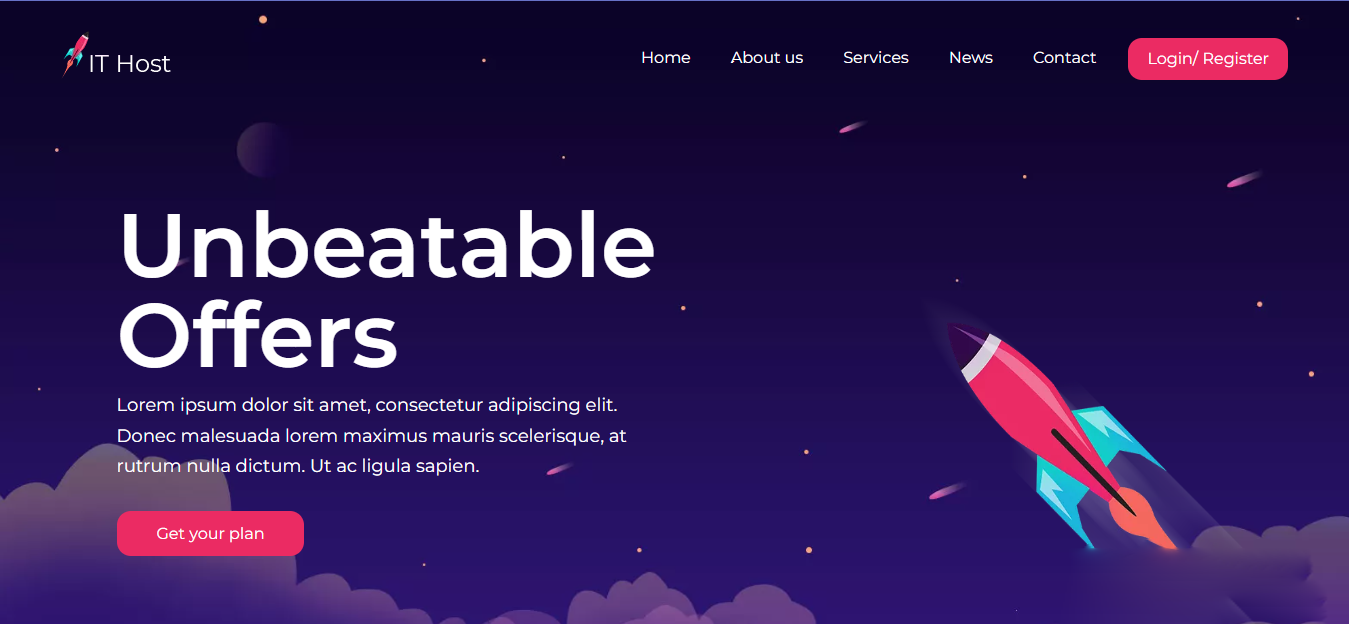 IT Host
Home
About us
Services
News
Contact
Login/ Register
Unbeatable
Offers
Lorem ipsum dolor sit amet, consectetur adipiscing elit.
Donec malesuada lorem maximus mauris scelerisque, at
rutrum nulla dictum. Ut ac ligula sapien.
Get your plan